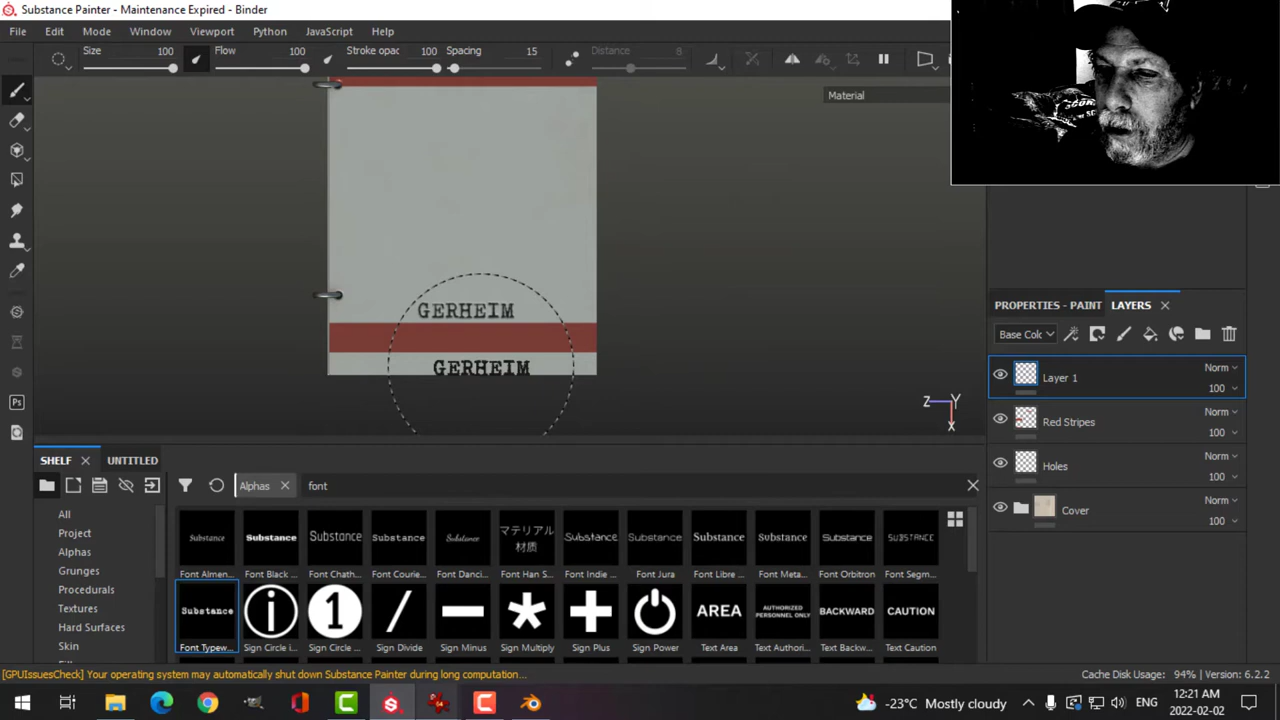 Substance Painter - Maintenance Expired - Binder
File Edit Mode Window Viewport Python JavaScript Help
Size 100 Flow 100 Stroke opac 100 Spacing 15 Distance 8
Material
GERHEIM
GERHEIM
Z Y
X
PROPERTIES - PAINT LAYERS
Base Cok
Layer 1 Norm 100
Red Stripes Norm 100
Holes Norm 100
Cover Norm 100
SHELF UNTITLED
Alphas font
All
Project
Alphas
Grunges
Procedurals
Textures
Hard Surfaces
Skin
Substance Substance Substance Substance Substance マテリアル Substance Substance Substance Substance Substance SUBSTANCE
材质
Font Almen... Font Black ... Font Chath... Font Courie... Font Danci... Font Han S... Font Indie ... Font Jura Font Libre ... Font Meta... Font Orbitron Font Segm...
Substance i 1 / − * + AREA AUTHORIZED PERSONNEL ONLY BACKWARD CAUTION
Font Typew... Sign Circle i... Sign Circle ... Sign Divide Sign Minus Sign Multiply Sign Plus Sign Power Text Area Text Authori... Text Backw... Text Caution
[GPUIssuesCheck] Your operating system may automatically shut down Substance Painter during long computation...
Cache Disk Usage: 94% | Version: 6.2.2
-23°C Mostly cloudy ENG 12:21 AM
2022-02-02